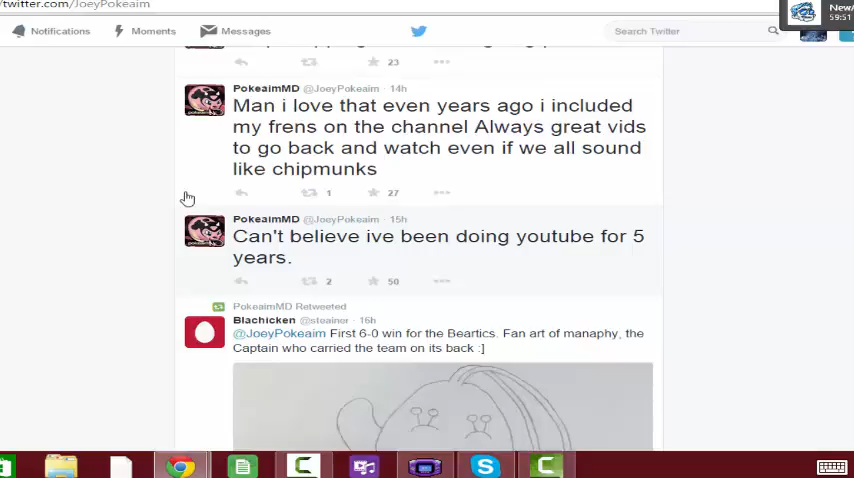 /twitter.com/JoeyPokeaim
New
59:51
Notifications
Moments
Messages
Search Twitter
23
PokeaimMD @JoeyPokeaim · 14h
Man i love that even years ago i included
my frens on the channel Always great vids
to go back and watch even if we all sound
like chipmunks
1 27
PokeaimMD @JoeyPokeaim · 15h
Can't believe ive been doing youtube for 5
years.
2 50
PokeaimMD Retweeted
Blachicken @steainer · 16h
@JoeyPokeaim First 6-0 win for the Beartics. Fan art of manaphy, the
Captain who carried the team on its back :]